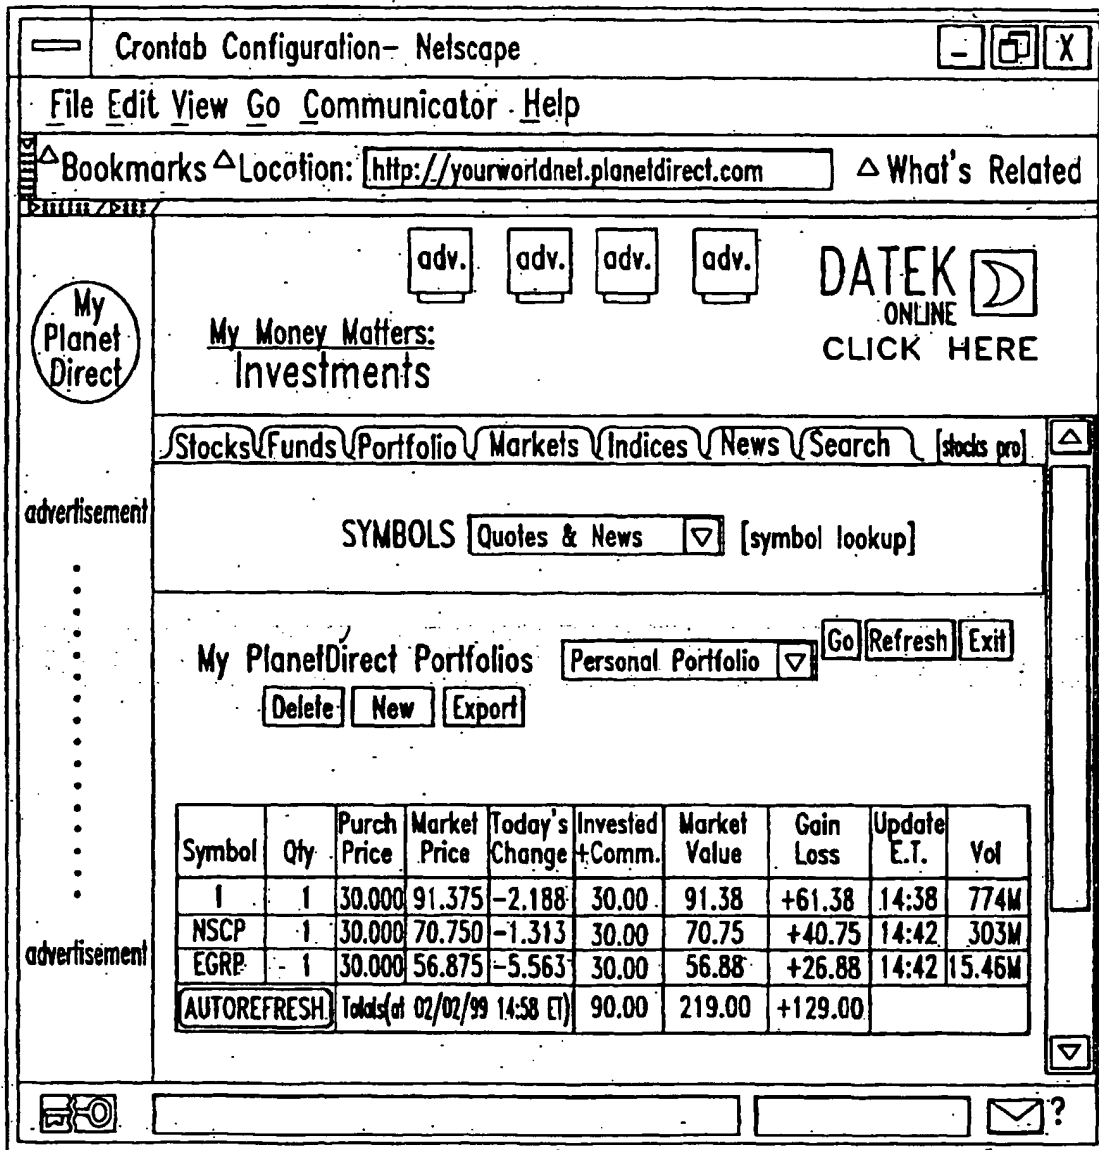 Crontab Configuration- Netscape
X
File Edit View Go Communicator Help
Bookmarks Location: http://yourworldnet.planetdirect.com What's Related
adv. adv. adv. adv.
DATEK
ONLINE
CLICK HERE
My
Planet
Direct
My Money Matters:
Investments
Stocks Funds Portfolio Markets Indices News Search [stocks pro]
advertisement
SYMBOLS Quotes & News [symbol lookup]
My PlanetDirect Portfolios Personal Portfolio Go Refresh Exit
Delete New Export
Symbol Qty Purch Price Market Price Today's Change Invested +Comm. Market Value Gain Loss Update E.T. Vol
1 1 30.000 91.375 -2.188 30.00 91.38 +61.38 14:38 774M
NSCP 1 30.000 70.750 -1.313 30.00 70.75 +40.75 14:42 303M
EGRP 1 30.000 56.875 -5.563 30.00 56.88 +26.88 14:42 15.46M
AUTOREFRESH Totals(at 02/02/99 14:58 ET) 90.00 219.00 +129.00
advertisement
?